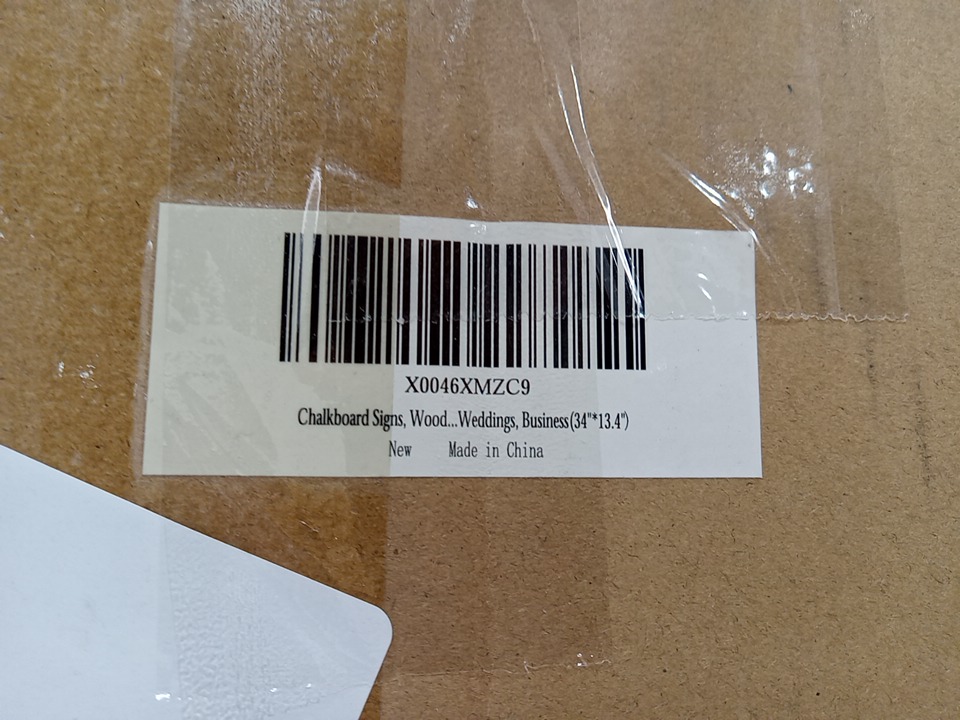 X0046XMZC9
Chalkboard Signs, Wood...Weddings, Business(34"*13.4")
New Made in China